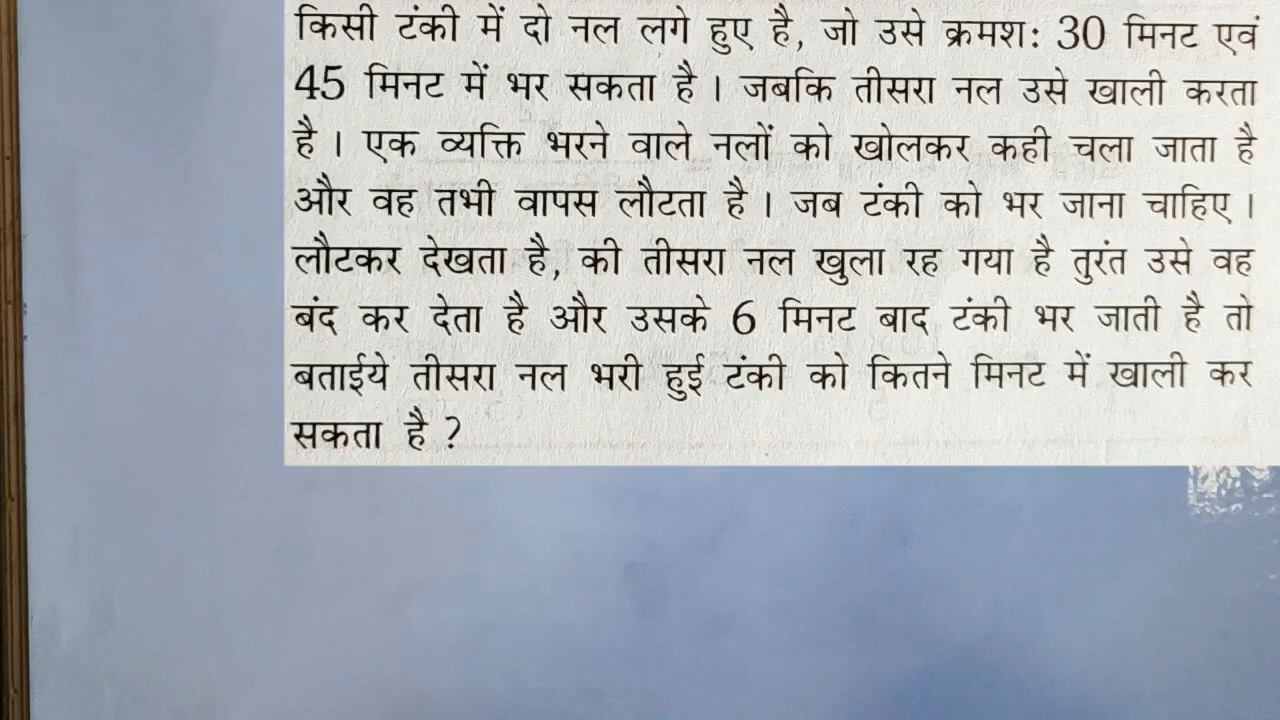 किसी टंकी में दो नल लगे हुए है, जो उसे क्रमश: 30 मिनट एवं
45 मिनट में भर सकता है । जबकि तीसरा नल उसे खाली करता
है । एक व्यक्ति भरने वाले नलों को खोलकर कही चला जाता है
और वह तभी वापस लौटता है । जब टंकी को भर जाना चाहिए ।
लौटकर देखता है, की तीसरा नल खुला रह गया है तुरंत उसे वह
बंद कर देता है और उसके 6 मिनट बाद टंकी भर जाती है तो
बताईये तीसरा नल भरी हुई टंकी को कितने मिनट में खाली कर
सकता है ?